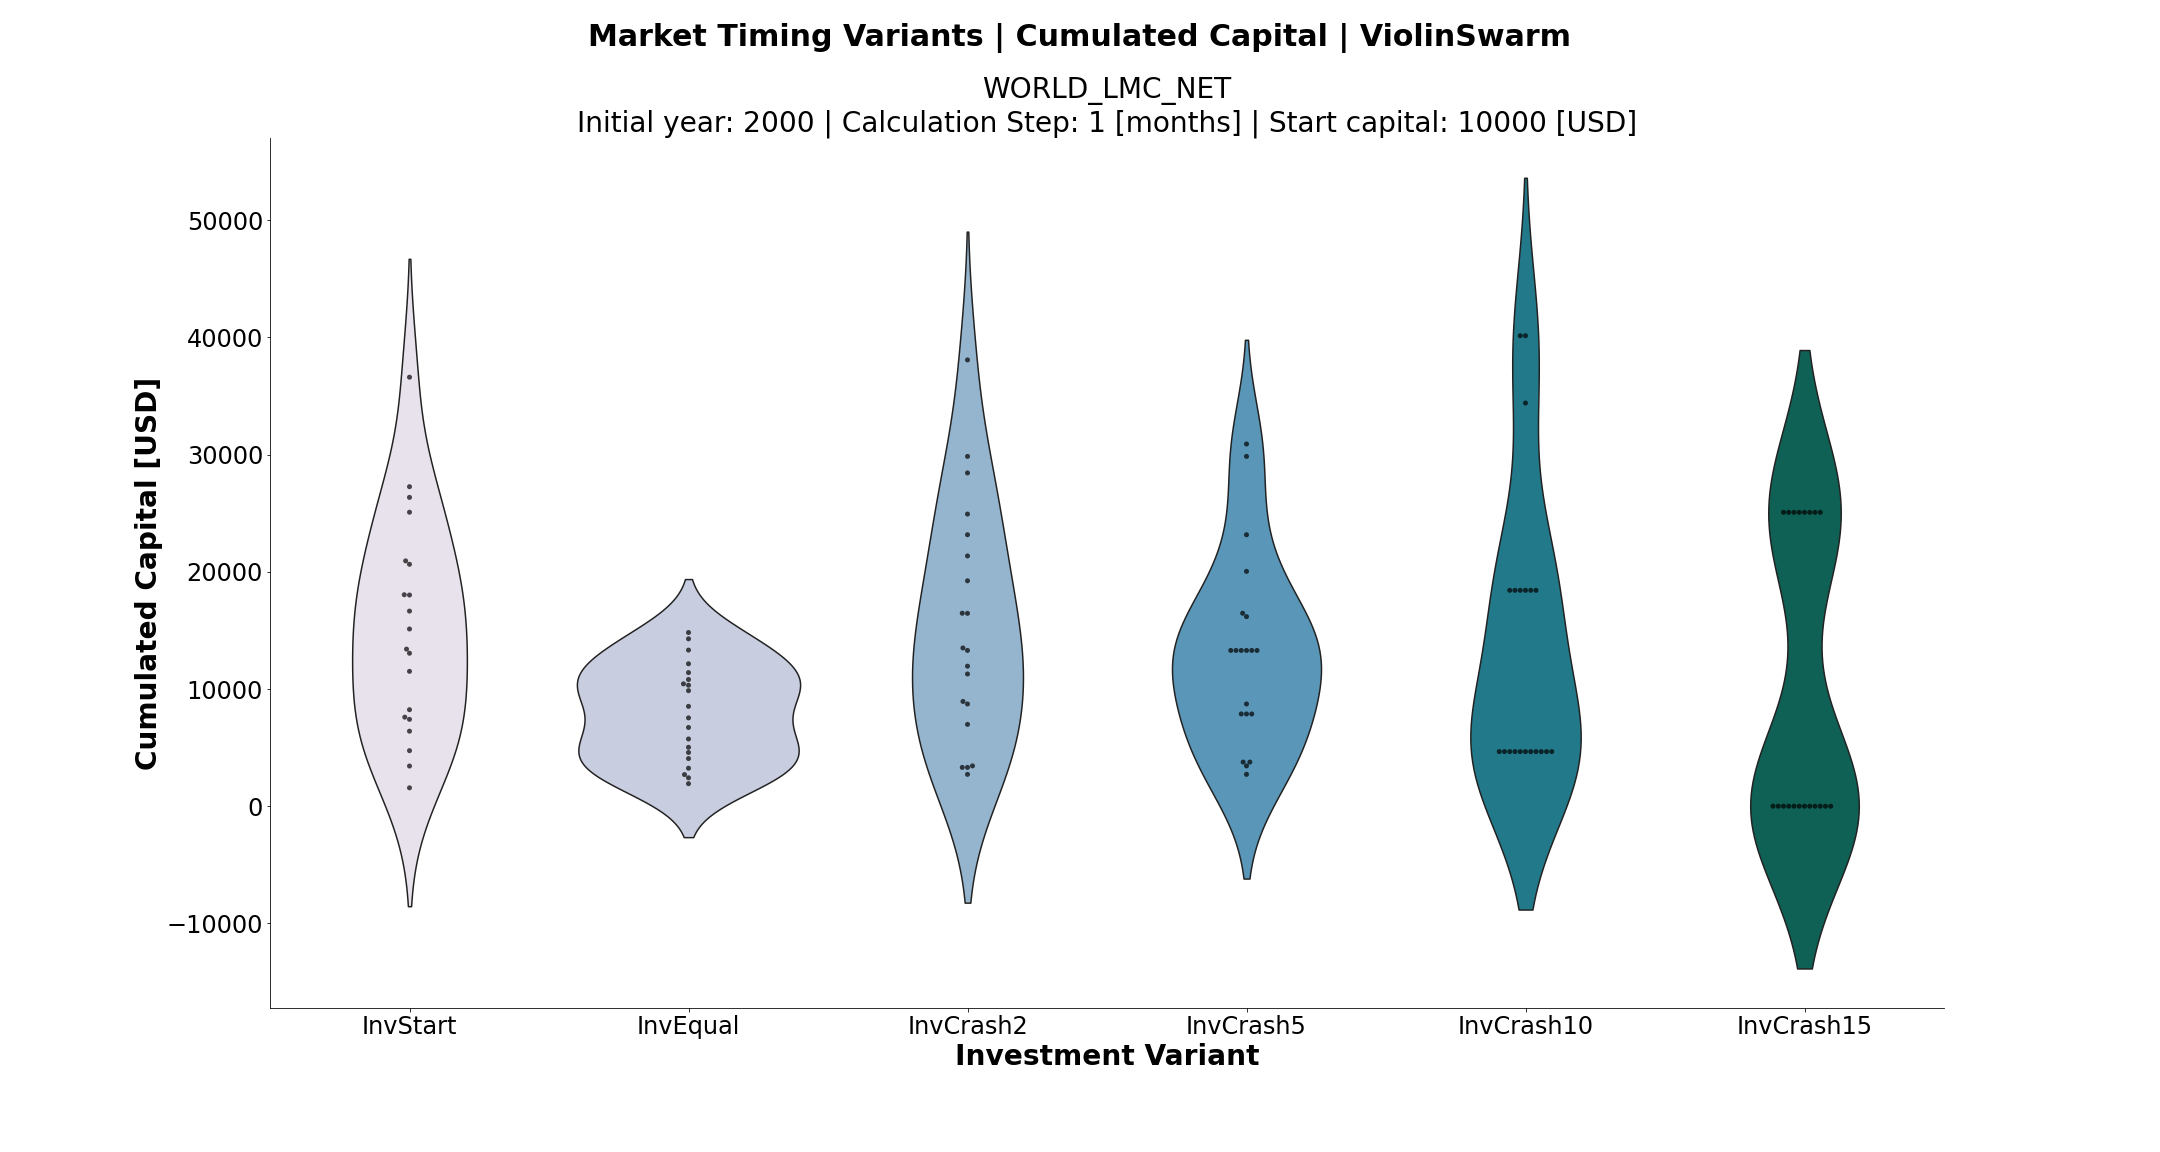 Market Timing Variants | Cumulated Capital | ViolinSwarm
WORLD_LMC_NET
Initial year: 2000 | Calculation Step: 1 [months] | Start capital: 10000 [USD]
Cumulated Capital [USD]
50000
40000
30000
20000
10000
0
−10000
InvStart InvEqual InvCrash2 InvCrash5 InvCrash10 InvCrash15
Investment Variant